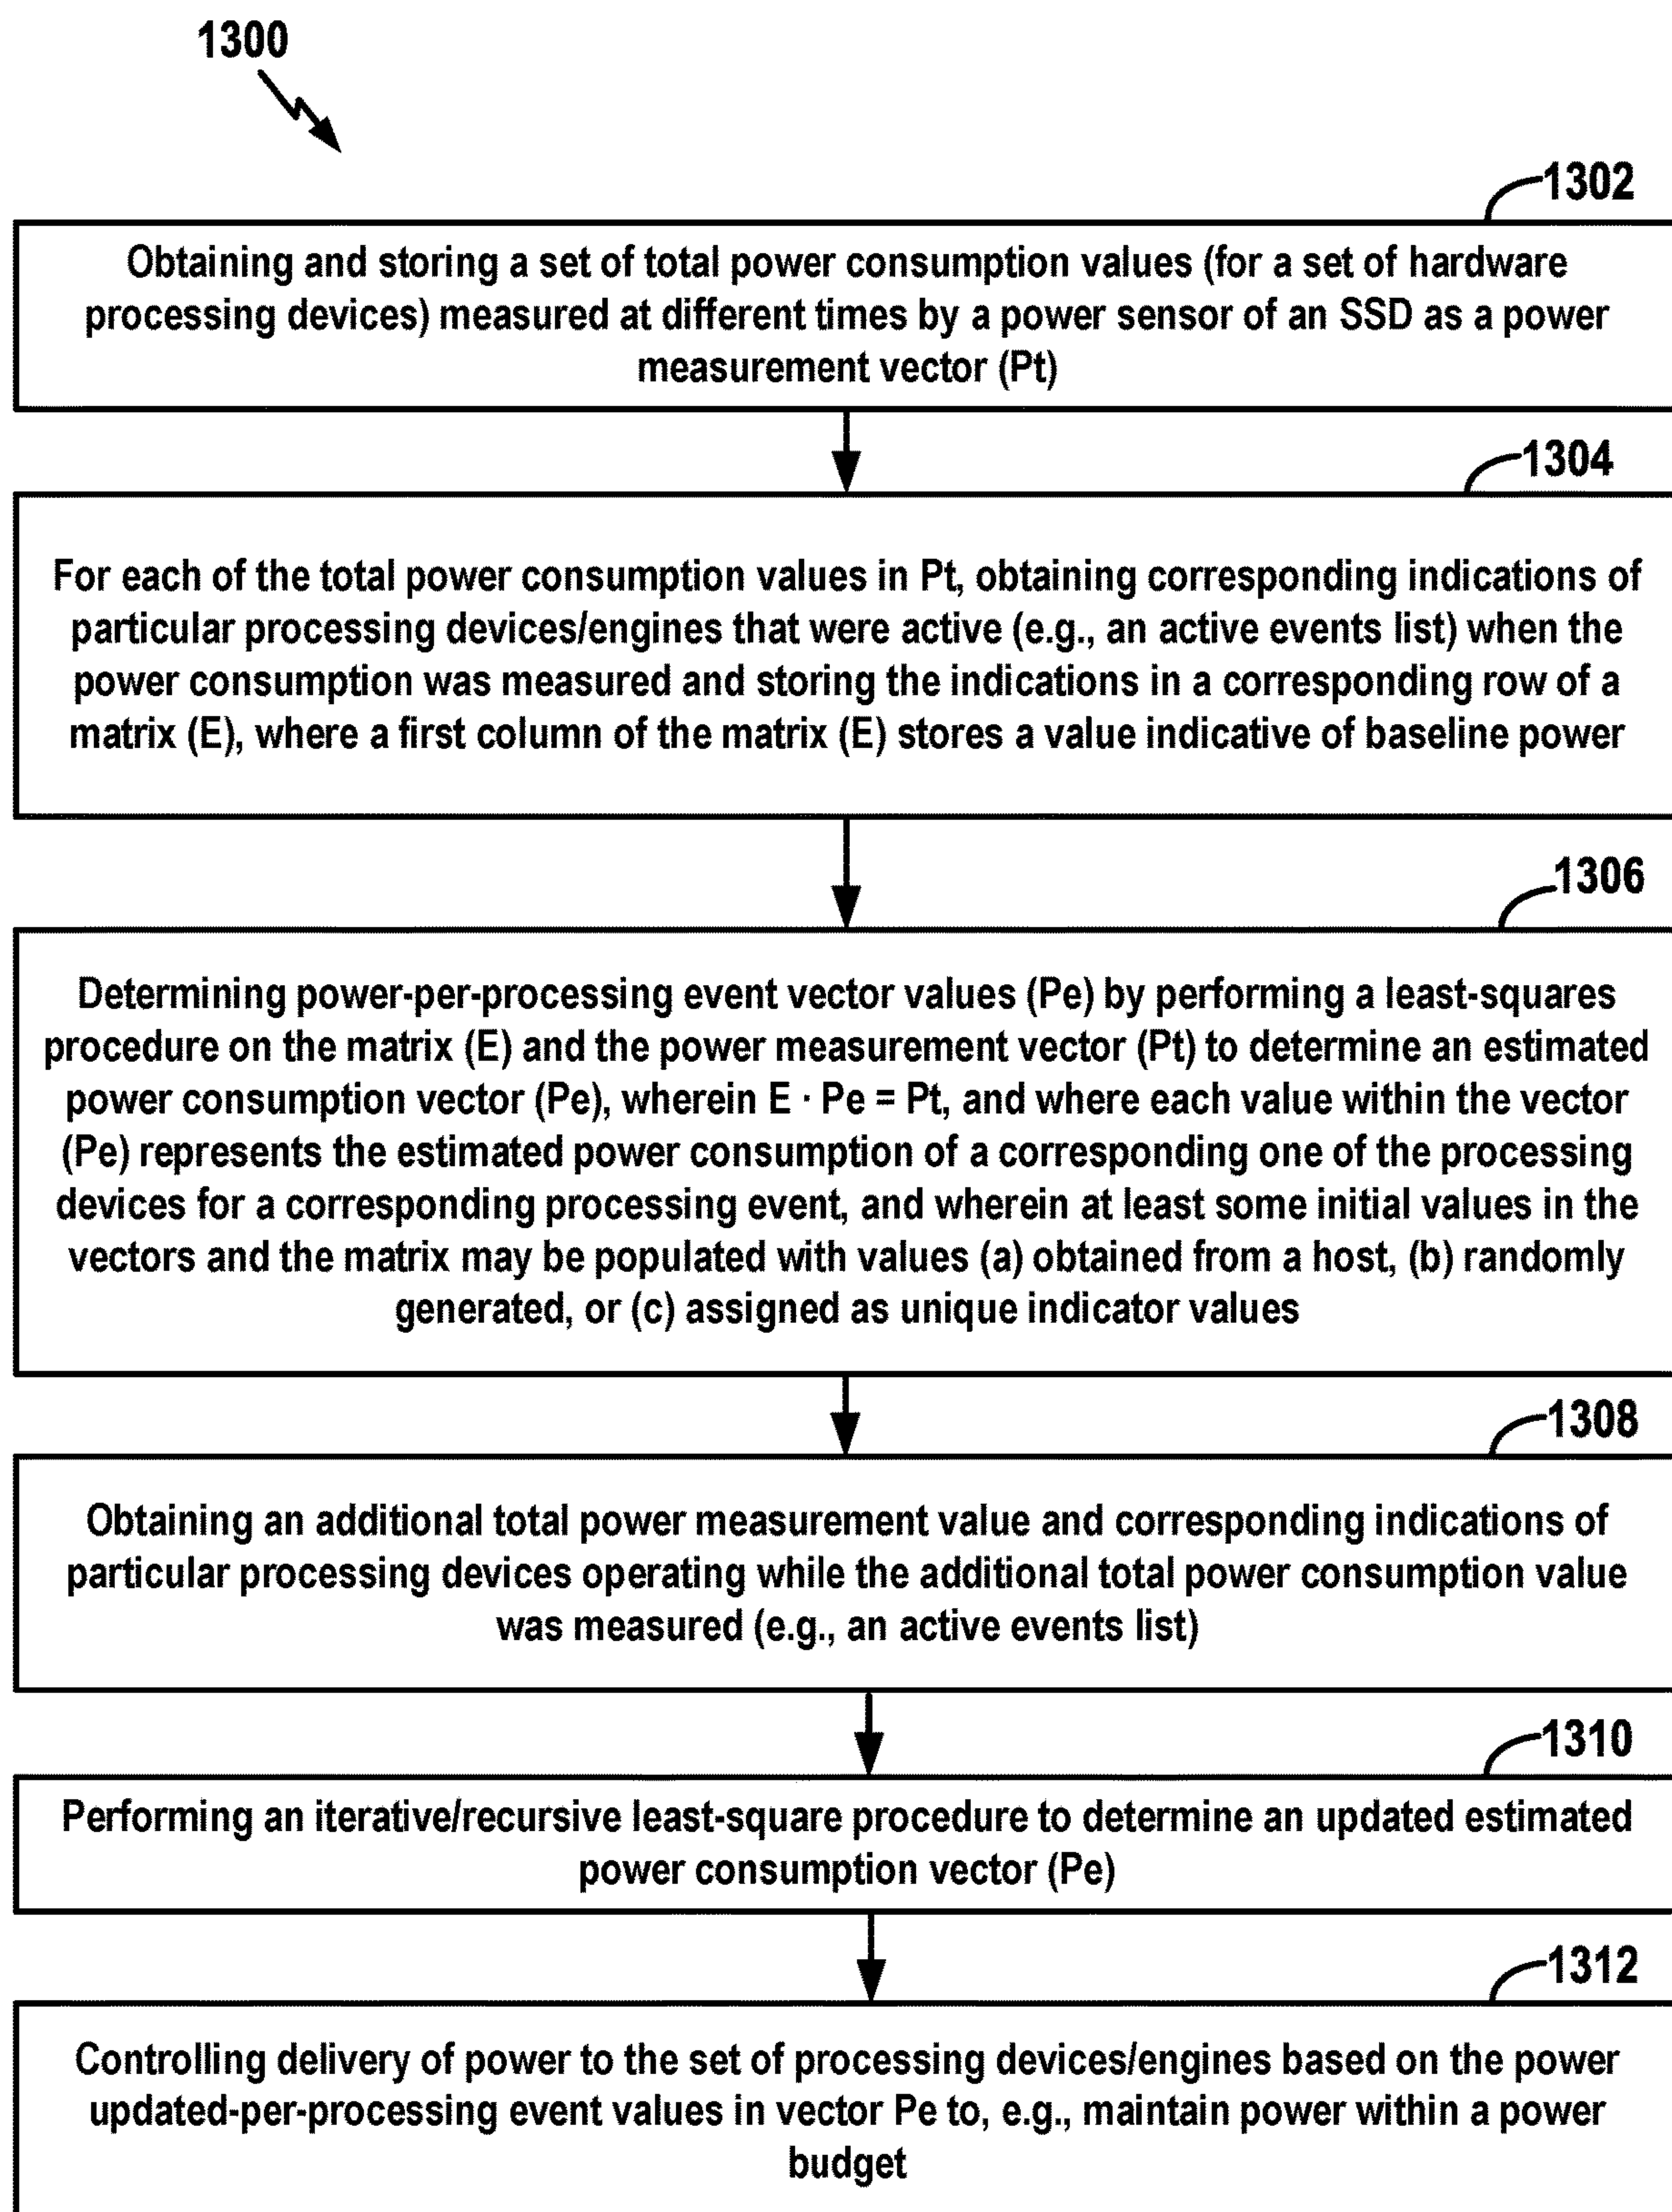 1300
1302
Obtaining and storing a set of total power consumption values (for a set of hardware
processing devices) measured at different times by a power sensor of an SSD as a power
measurement vector (Pt)
1304
For each of the total power consumption values in Pt, obtaining corresponding indications of
particular processing devices/engines that were active (e.g., an active events list) when the
power consumption was measured and storing the indications in a corresponding row of a
matrix (E), where a first column of the matrix (E) stores a value indicative of baseline power
1306
Determining power-per-processing event vector values (Pe) by performing a least-squares
procedure on the matrix (E) and the power measurement vector (Pt) to determine an estimated
power consumption vector (Pe), wherein E · Pe = Pt, and where each value within the vector
(Pe) represents the estimated power consumption of a corresponding one of the processing
devices for a corresponding processing event, and wherein at least some initial values in the
vectors and the matrix may be populated with values (a) obtained from a host, (b) randomly
generated, or (c) assigned as unique indicator values
1308
Obtaining an additional total power measurement value and corresponding indications of
particular processing devices operating while the additional total power consumption value
was measured (e.g., an active events list)
1310
Performing an iterative/recursive least-square procedure to determine an updated estimated
power consumption vector (Pe)
1312
Controlling delivery of power to the set of processing devices/engines based on the power
updated-per-processing event values in vector Pe to, e.g., maintain power within a power
budget